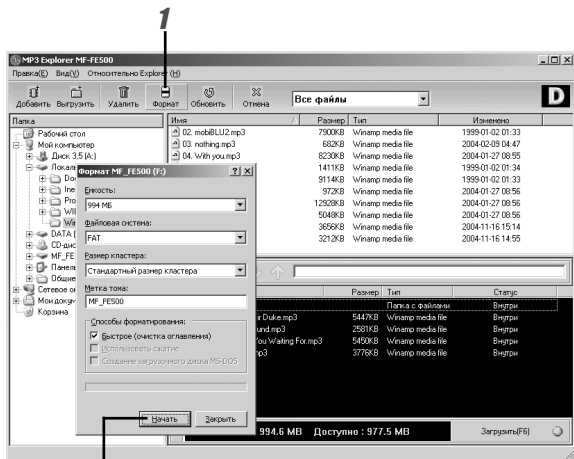 1
MP3 Explorer MF-FE500
Правка(E) Вид(V) Относительно Explorer (H)
Добавить Выгрузить Удалить Формат Обновить Отмена
Все файлы
D
Папка
Имя Размер Тип Изменено
Рабочий стол
Мой компьютер
Диск 3,5 (A:)
DATA (
CD-дис
MF_FE
Панель
Общие
Сетевое о
Мои докум
Корзина
02. mobiBLU2.mp3 7900KB Winamp media file 1999-01-02 01:33
03. nothing.mp3 682KB Winamp media file 2004-02-09 04:47
04. With you.mp3 8230KB Winamp media file 2004-01-27 08:55
1411KB Winamp media file 1999-01-02 01:34
9114KB Winamp media file 1999-01-02 01:33
972KB Winamp media file 2004-01-27 08:56
12928KB Winamp media file 2004-01-27 08:55
5048KB Winamp media file 2004-01-27 08:56
3656KB Winamp media file 2004-11-16 15:14
3212KB Winamp media file 2004-11-16 14:55
Формат MF_FE500 (F:)
Емкость:
994 МБ
Файловая система:
FAT
Размер кластера:
Стандартный размер кластера
Метка тома:
MF_FE500
Способы форматирования:
Быстрое (очистка оглавления)
Использовать сжатие
Создание загрузочного диска MS-DOS
Начать Закрыть
Размер Тип Статус
Папка с файлами Внутри
ir Duke.mp3 5447KB Winamp media file Внутри
und.mp3 2581KB Winamp media file Внутри
You Waiting For.mp3 5450KB Winamp media file Внутри
mp3 3776KB Winamp media file Внутри
994.6 MB Доступно : 977.5 MB
Загрузить(F6)